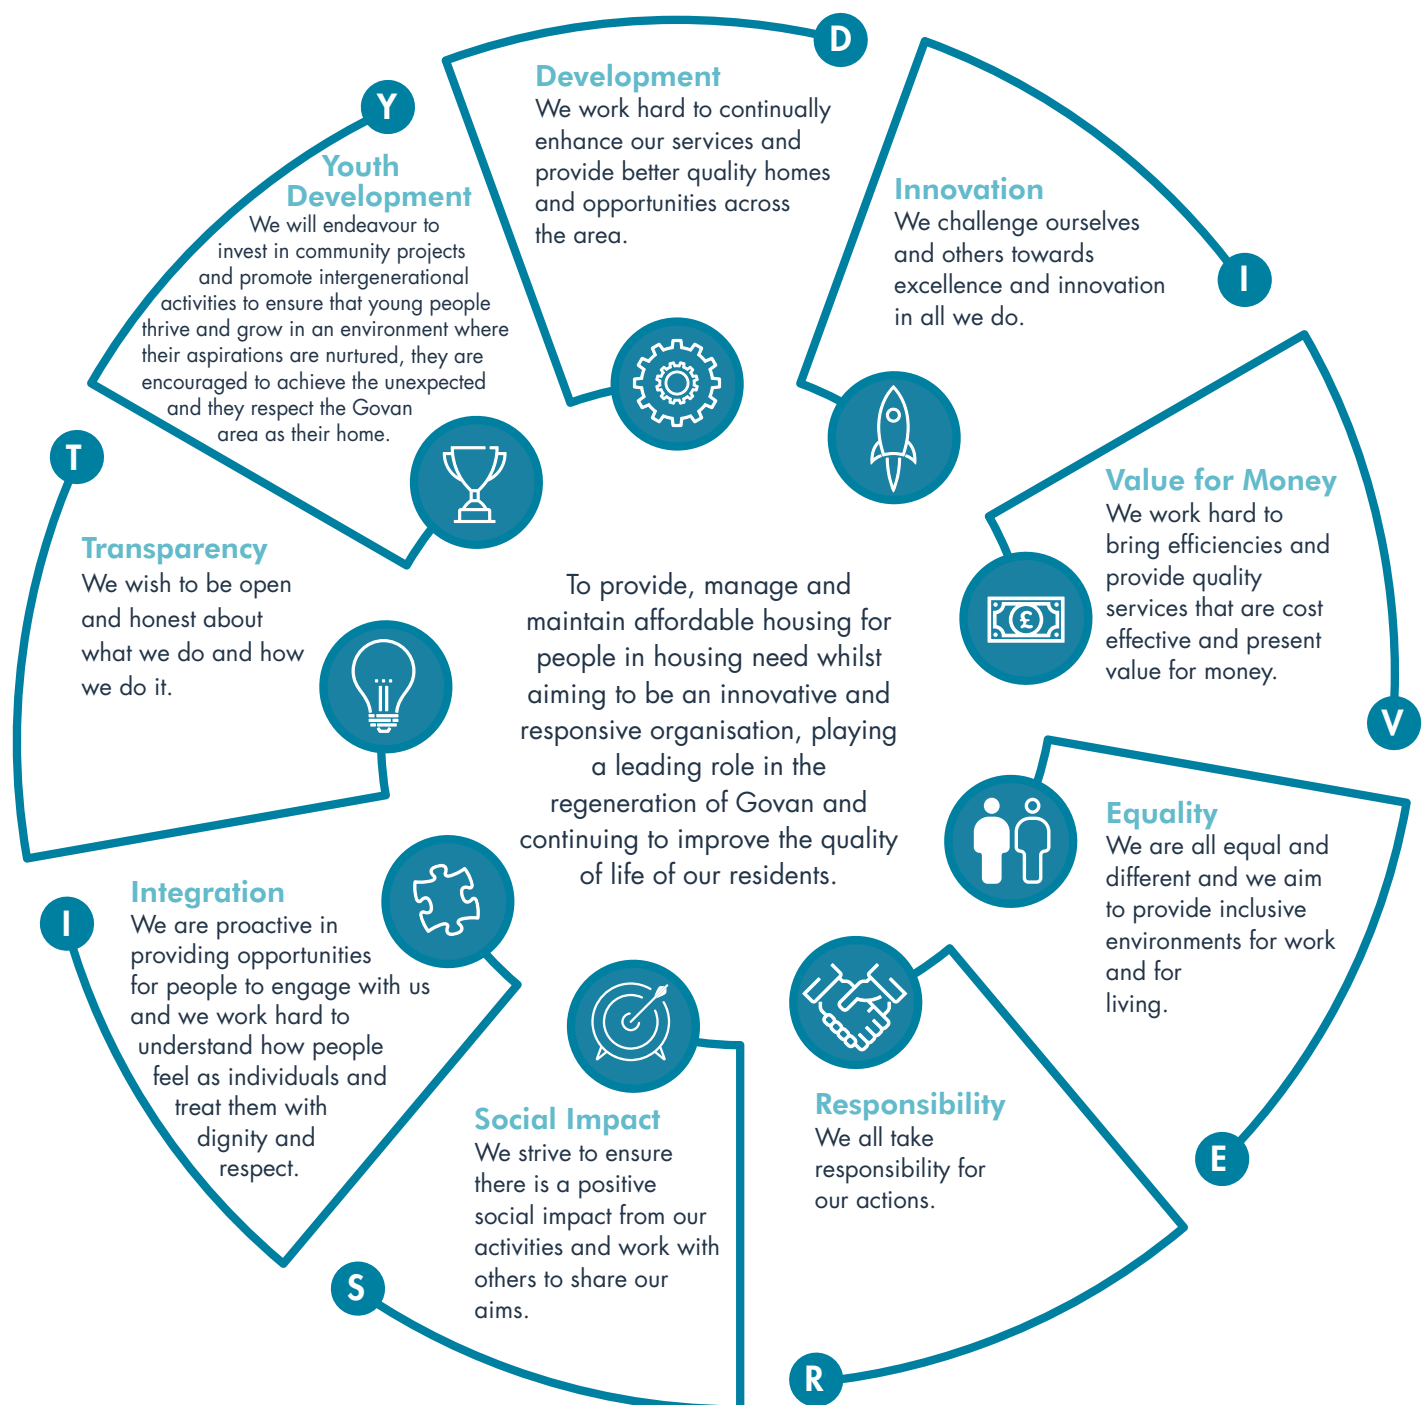 D
Development
We work hard to continually
enhance our services and
provide better quality homes
and opportunities across
the area.
I
Innovation
We challenge ourselves
and others towards
excellence and innovation
in all we do.
V
Value for Money
We work hard to
bring efficiencies and
provide quality
services that are cost
effective and present
value for money.
£
E
Equality
We are all equal and
different and we aim
to provide inclusive
environments for work
and for
living.
R
Responsibility
We all take
responsibility for
our actions.
S
Social Impact
We strive to ensure
there is a positive
social impact from our
activities and work with
others to share our
aims.
I
Integration
We are proactive in
providing opportunities
for people to engage with us
and we work hard to
understand how people
feel as individuals and
treat them with
dignity and
respect.
T
Transparency
We wish to be open
and honest about
what we do and how
we do it.
Y
Youth
Development
We will endeavour to
invest in community projects
and promote intergenerational
activities to ensure that young people
thrive and grow in an environment where
their aspirations are nurtured, they are
encouraged to achieve the unexpected
and they respect the Govan
area as their home.
To provide, manage and
maintain affordable housing for
people in housing need whilst
aiming to be an innovative and
responsive organisation, playing
a leading role in the
regeneration of Govan and
continuing to improve the quality
of life of our residents.